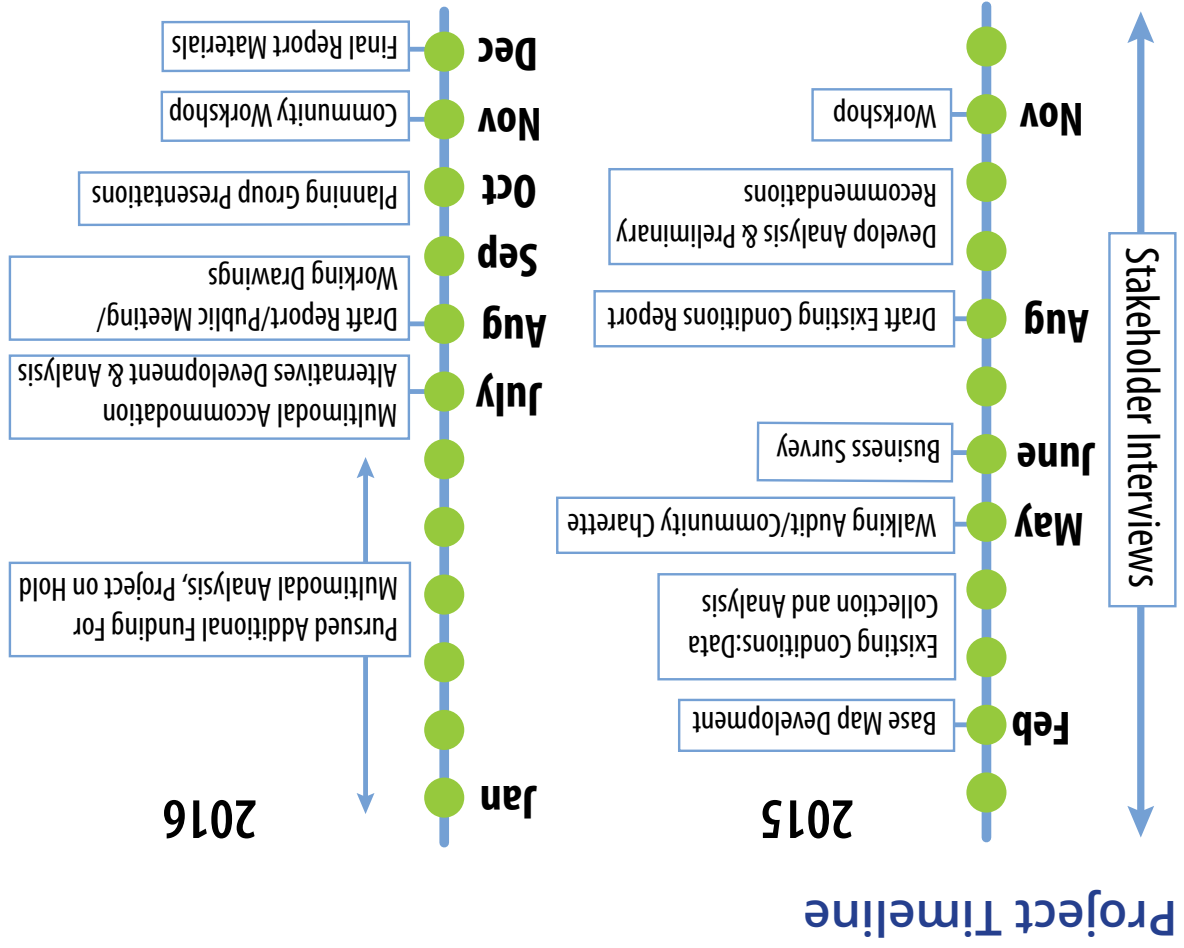 Project Timeline
Stakeholder Interviews
2015
Feb
Base Map Development
Existing Conditions:Data
Collection and Analysis
May
Walking Audit/Community Charette
June
Business Survey
Aug
Draft Existing Conditions Report
Develop Analysis & Preliminary
Recommendations
Nov
Workshop
2016
Jan
Pursued Additional Funding For
Multimodal Analysis, Project on Hold
July
Multimodal Accommodation
Alternatives Development & Analysis
Aug
Draft Report/Public Meeting/
Working Drawings
Sep
Oct
Planning Group Presentations
Nov
Community Workshop
Dec
Final Report Materials